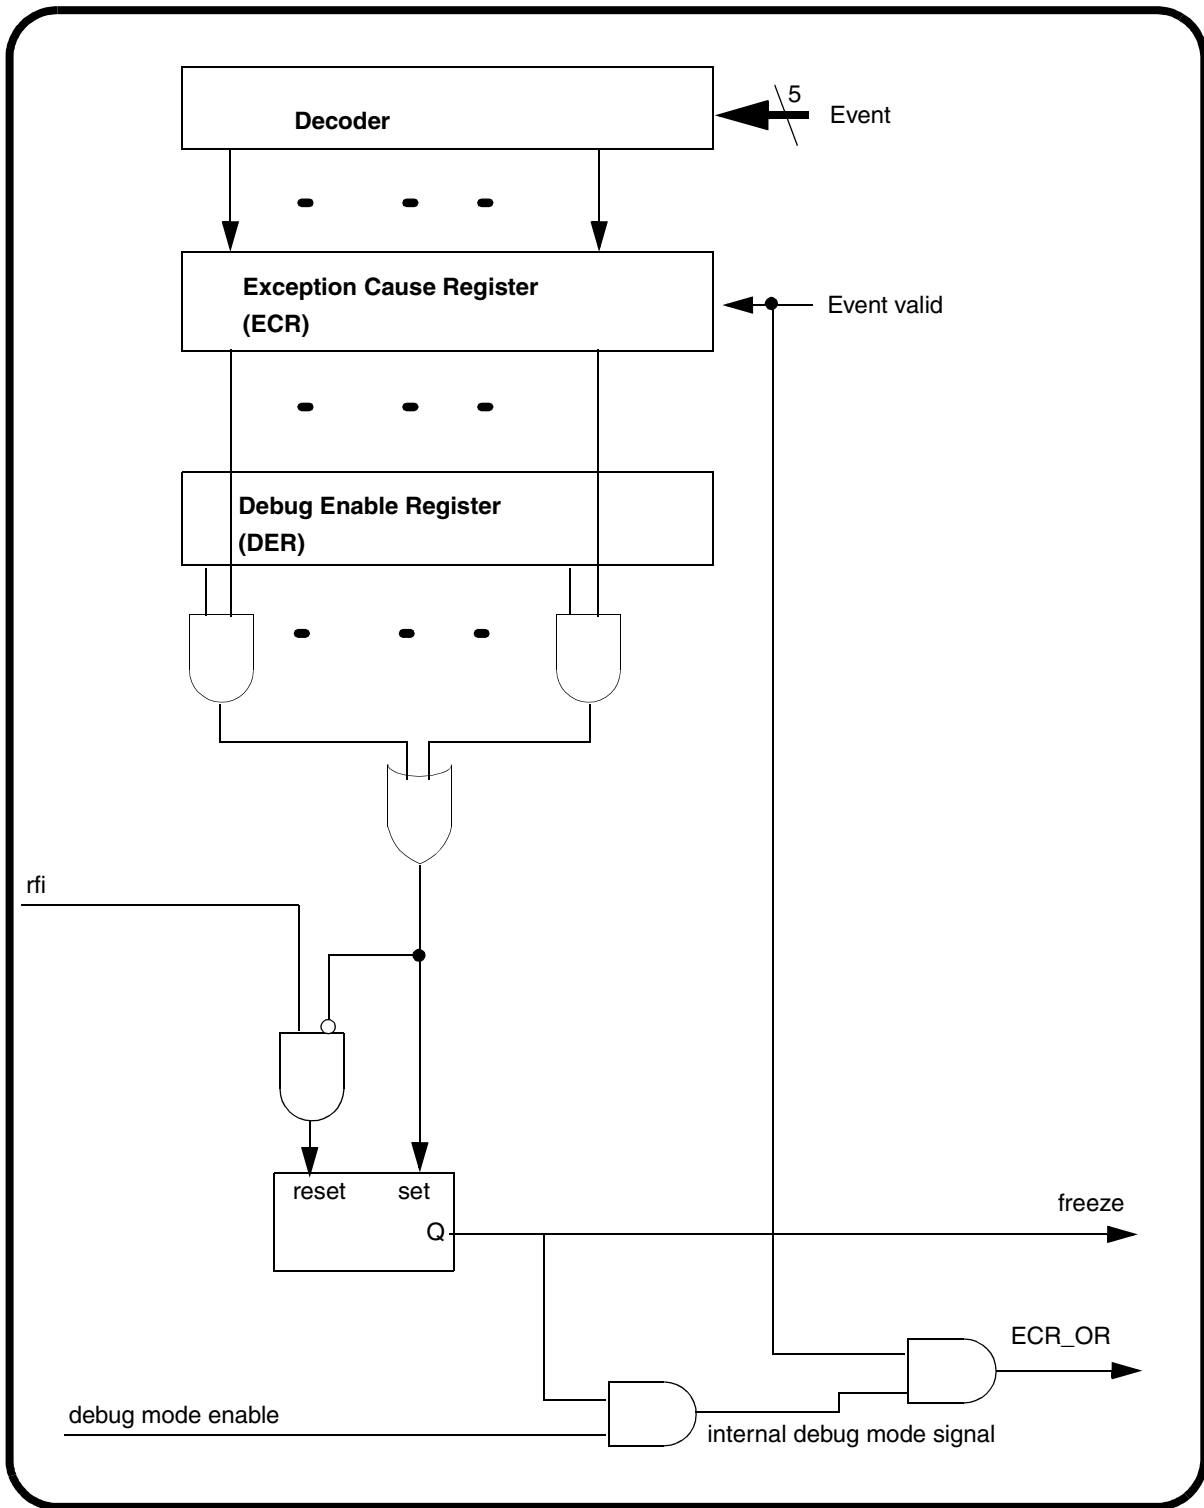 5
Decoder
Event
Exception Cause Register
(ECR)
Event valid
Debug Enable Register
(DER)
rfi
reset
set
Q
freeze
ECR_OR
debug mode enable
internal debug mode signal